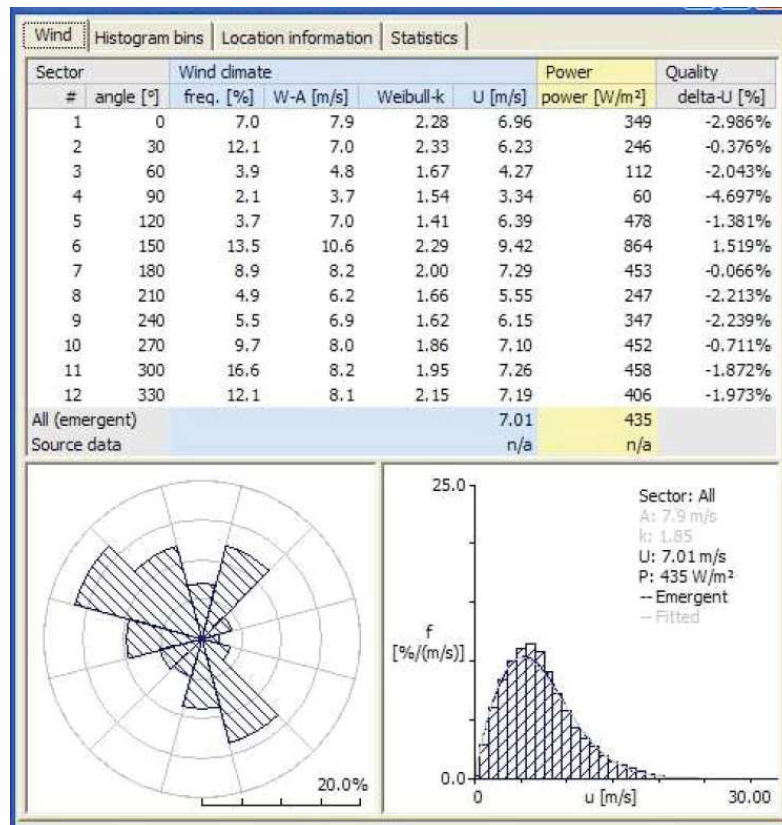 Wind Histogram bins Location information Statistics
Sector Wind climate Power Quality
# angle [°] freq. [%] W-A [m/s] Weibull-k U [m/s] power [W/m²] delta-U [%]
1 0 7.0 7.9 2.28 6.96 349 -2.986%
2 30 12.1 7.0 2.33 6.23 246 -0.376%
3 60 3.9 4.8 1.67 4.27 112 -2.043%
4 90 2.1 3.7 1.54 3.34 60 -4.697%
5 120 3.7 7.0 1.41 6.39 478 -1.381%
6 150 13.5 10.6 2.29 9.42 864 1.519%
7 180 8.9 8.2 2.00 7.29 453 -0.066%
8 210 4.9 6.2 1.66 5.55 247 -2.213%
9 240 5.5 6.9 1.62 6.15 347 -2.239%
10 270 9.7 8.0 1.86 7.10 452 -0.711%
11 300 16.6 8.2 1.95 7.26 458 -1.872%
12 330 12.1 8.1 2.15 7.19 406 -1.973%
All (emergent) 7.01 435
Source data n/a n/a
20.0%
25.0
Sector: All
A: 7.9 m/s
k: 1.85
U: 7.01 m/s
P: 435 W/m²
-- Emergent
-- Fitted
f
[%/(m/s)]
0.0
0 u [m/s] 30.00